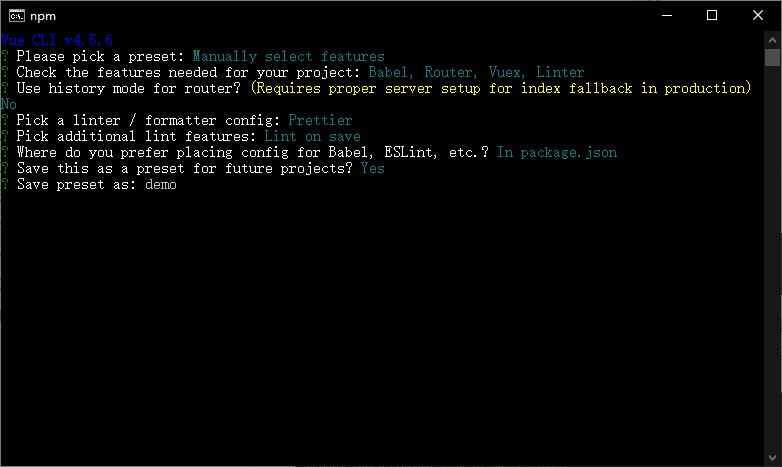 npm
Vue CLI v4.5.6
? Please pick a preset: Manually select features
? Check the features needed for your project: Babel, Router, Vuex, Linter
? Use history mode for router? (Requires proper server setup for index fallback in production)
No
? Pick a linter / formatter config: Prettier
? Pick additional lint features: Lint on save
? Where do you prefer placing config for Babel, ESLint, etc.? In package.json
? Save this as a preset for future projects? Yes
? Save preset as: demo